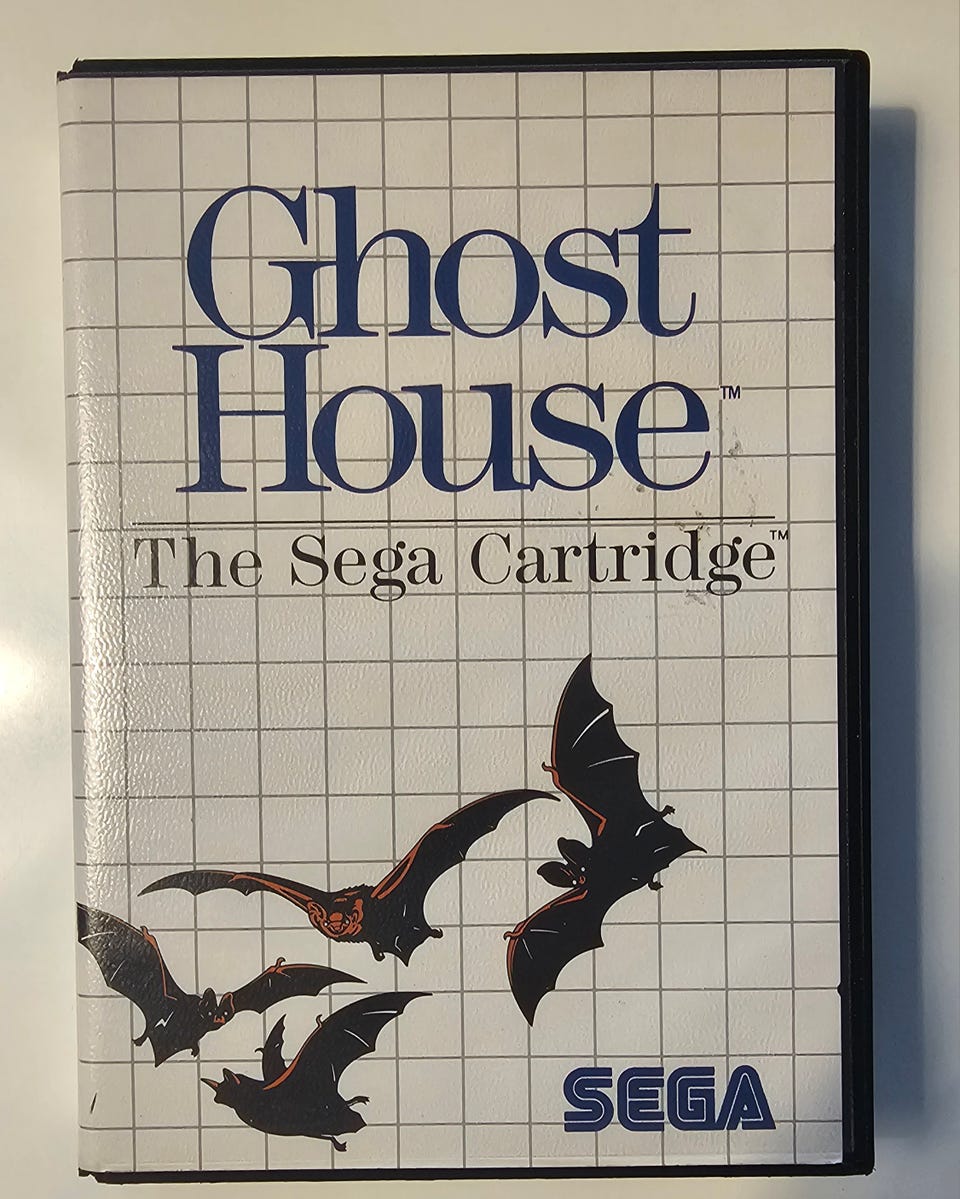 Ghost
House™
The Sega Cartridge™
SEGA